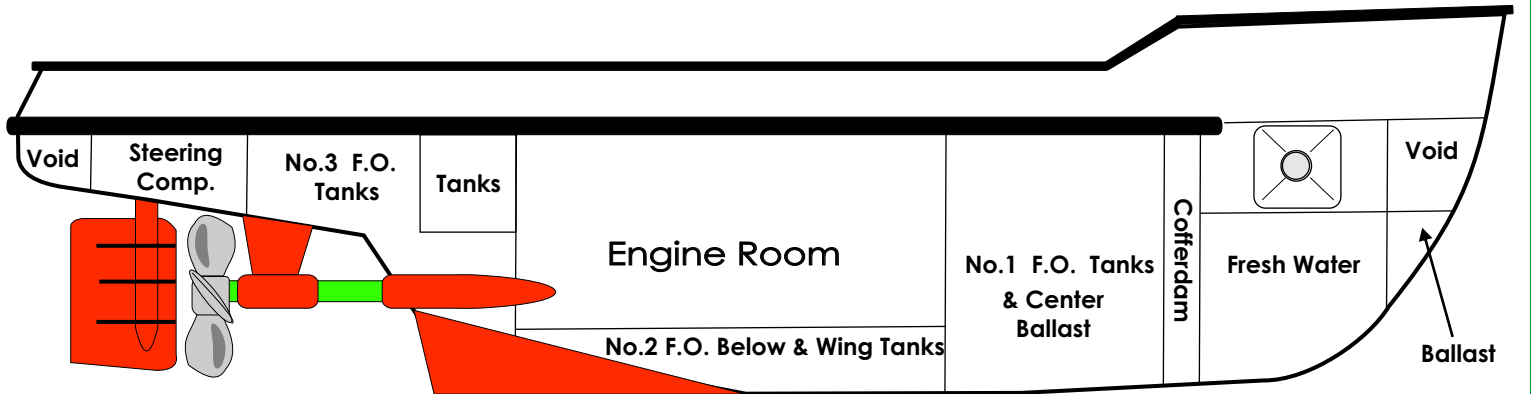 Void
Steering
Comp.
No.3 F.O.
Tanks
Tanks
Engine Room
No.2 F.O. Below & Wing Tanks
No.1 F.O. Tanks
& Center
Ballast
Cofferdam
Fresh Water
Void
Ballast